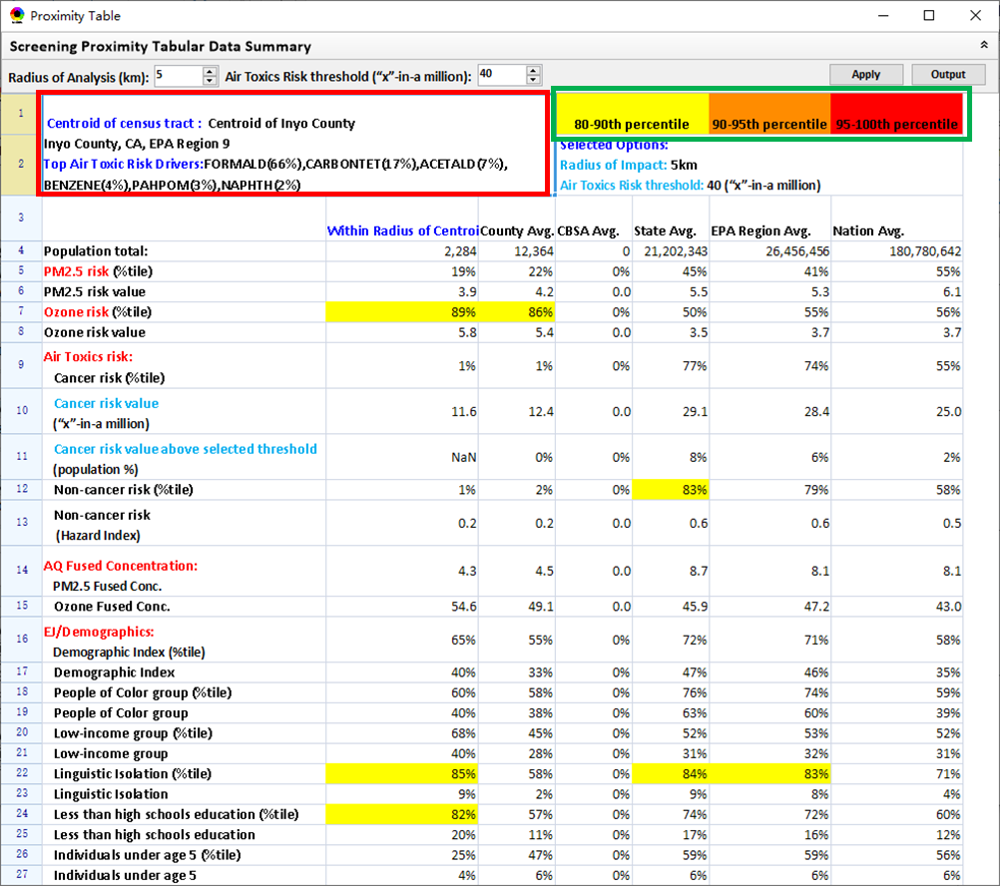 Proximity Table
Screening Proximity Tabular Data Summary
Radius of Analysis (km): 5 Air Toxics Risk threshold ("x"-in-a million): 40 Apply Output
1 Centroid of census tract : Centroid of Inyo County 80-90th percentile 90-95th percentile 95-100th percentile
Inyo County, CA, EPA Region 9 Selected Options:
2 Top Air Toxic Risk Drivers:FORMALD(66%),CARBONTET(17%),ACETALD(7%), Radius of Impact: 5km
BENZENE(4%),PAHPOM(3%),NAPHTH(2%) Air Toxics Risk threshold: 40 ("x"-in-a million)
3 Within Radius of Centroi County Avg. CBSA Avg. State Avg. EPA Region Avg. Nation Avg.
4 Population total: 2,284 12,364 0 21,202,343 26,456,456 180,780,642
5 PM2.5 risk (%tile) 19% 22% 0% 45% 41% 55%
6 PM2.5 risk value 3.9 4.2 0.0 5.5 5.3 6.1
7 Ozone risk (%tile) 89% 86% 0% 50% 55% 56%
8 Ozone risk value 5.8 5.4 0.0 3.5 3.7 3.7
9 Air Toxics risk:
Cancer risk (%tile) 1% 1% 0% 77% 74% 55%
10 Cancer risk value
("x"-in-a million) 11.6 12.4 0.0 29.1 28.4 25.0
11 Cancer risk value above selected threshold
(population %) NaN 0% 0% 8% 6% 2%
12 Non-cancer risk (%tile) 1% 2% 0% 83% 79% 58%
13 Non-cancer risk
(Hazard Index) 0.2 0.2 0.0 0.6 0.6 0.5
14 AQ Fused Concentration:
PM2.5 Fused Conc. 4.3 4.5 0.0 8.7 8.1 8.1
15 Ozone Fused Conc. 54.6 49.1 0.0 45.9 47.2 43.0
16 EJ/Demographics:
Demographic Index (%tile) 65% 55% 0% 72% 71% 58%
17 Demographic Index 40% 33% 0% 47% 46% 35%
18 People of Color group (%tile) 60% 58% 0% 76% 74% 59%
19 People of Color group 40% 38% 0% 63% 60% 39%
20 Low-income group (%tile) 68% 45% 0% 52% 53% 52%
21 Low-income group 40% 28% 0% 31% 32% 31%
22 Linguistic Isolation (%tile) 85% 58% 0% 84% 83% 71%
23 Linguistic Isolation 9% 2% 0% 9% 8% 4%
24 Less than high schools education (%tile) 82% 57% 0% 74% 72% 60%
25 Less than high schools education 20% 11% 0% 17% 16% 12%
26 Individuals under age 5 (%tile) 25% 47% 0% 59% 59% 56%
27 Individuals under age 5 4% 6% 0% 6% 6% 6%